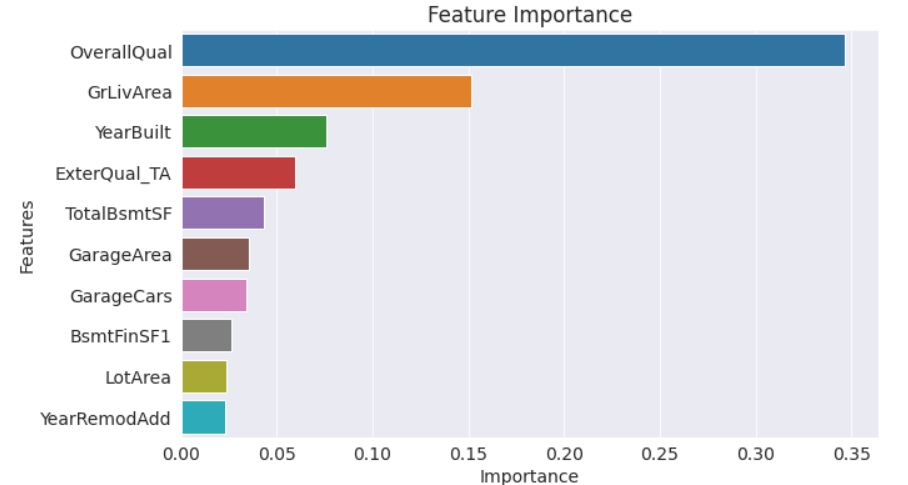 Feature Importance
OverallQual
GrLivArea
YearBuilt
ExterQual_TA
TotalBsmtSF
GarageArea
GarageCars
BsmtFinSF1
LotArea
YearRemodAdd
Features
0.00 0.05 0.10 0.15 0.20 0.25 0.30 0.35
Importance